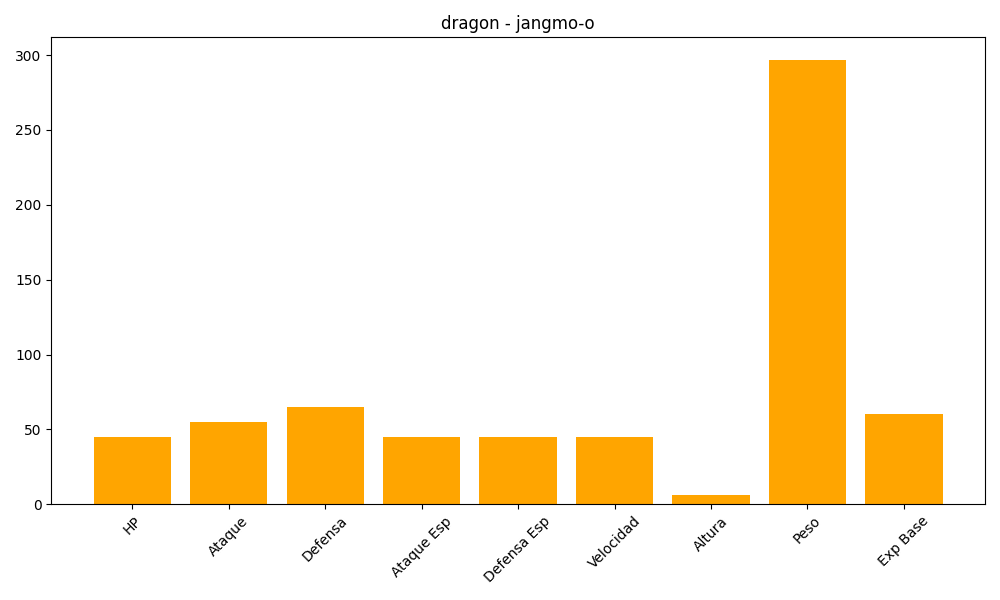 dragon - jangmo-o
300
250
200
150
100
50
0
HP
Ataque
Defensa
Ataque Esp
Defensa Esp
Velocidad
Altura
Peso
Exp Base